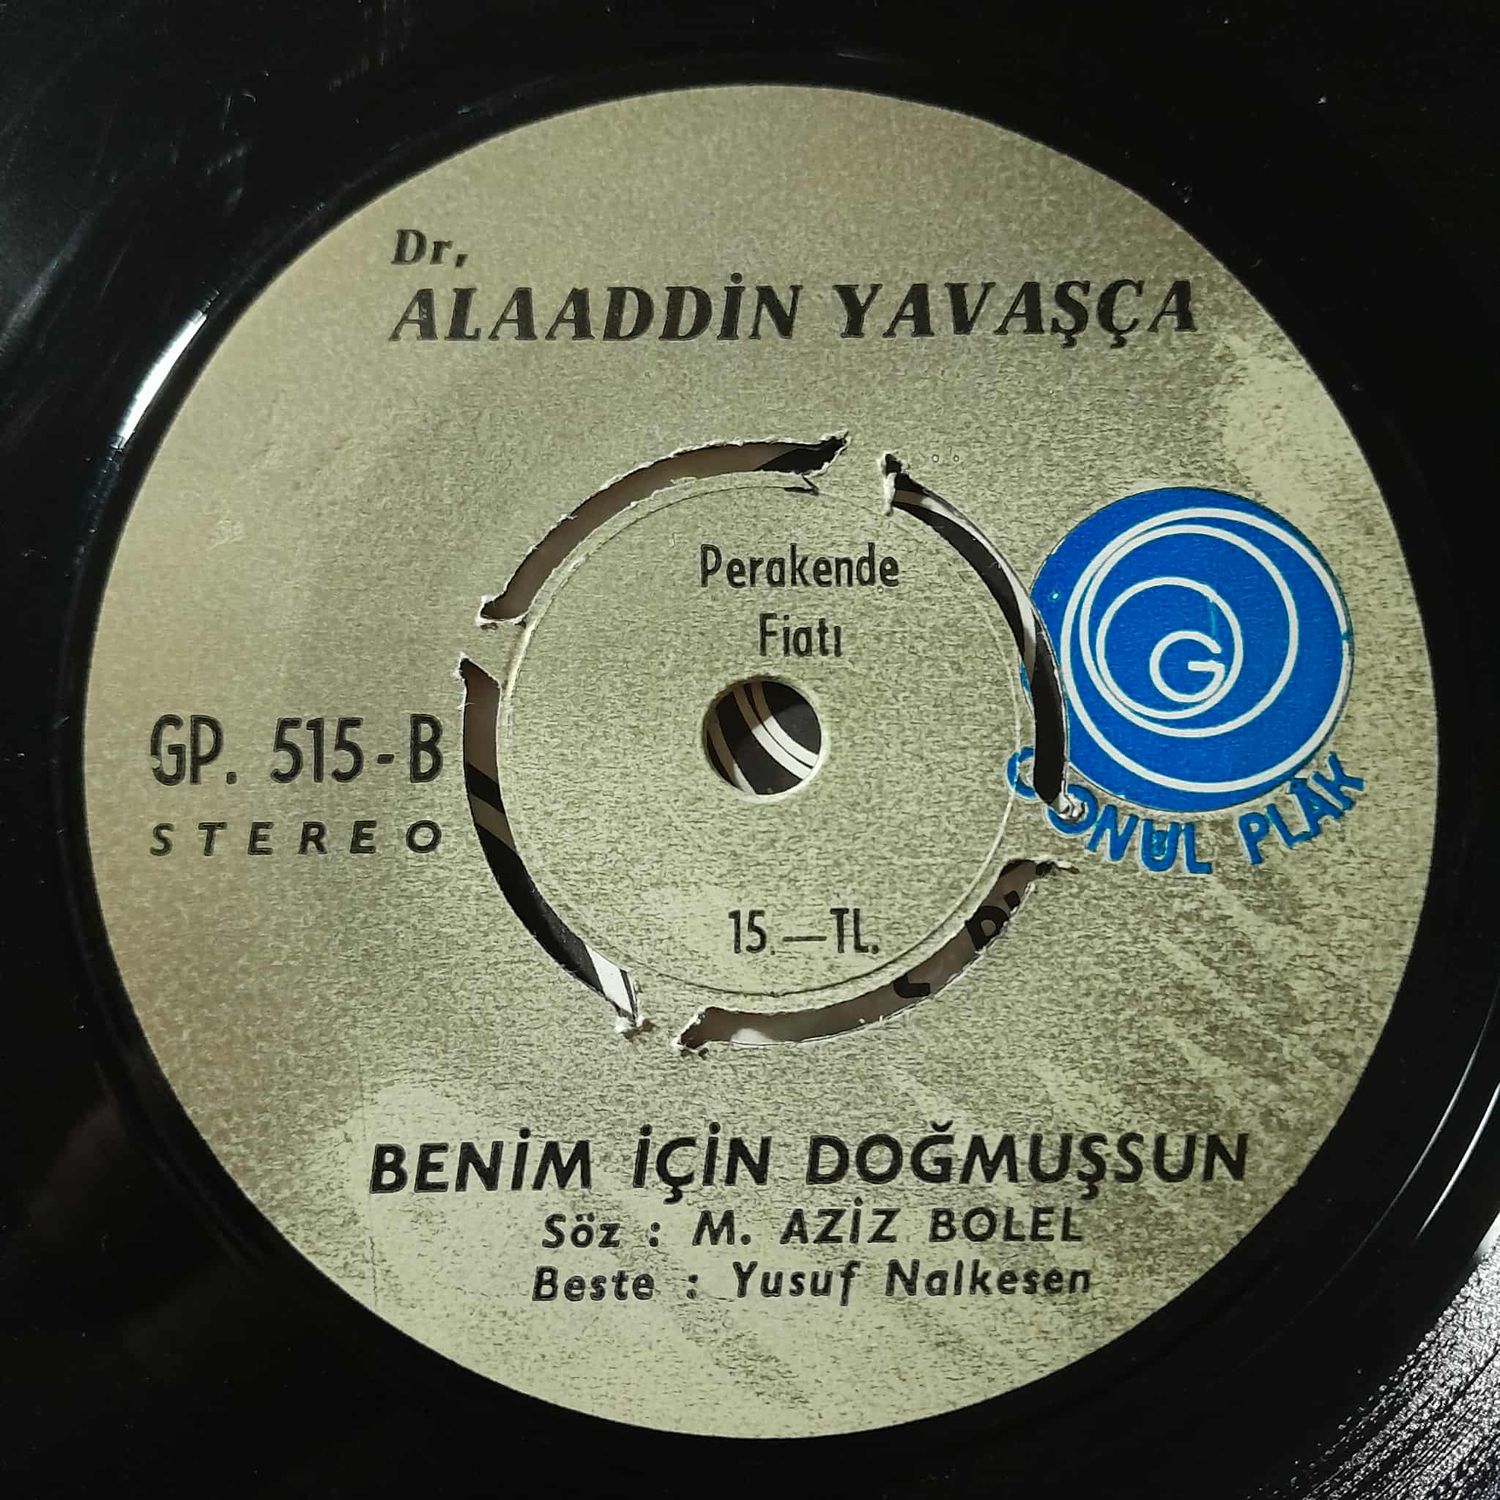 Dr,
ALAADDİN YAVAŞÇA
Perakende
Fiatı
G
GP. 515-B
STEREO
GÖNÜL PLÂK
15.—TL.
BENİM İÇİN DOĞMUŞSUN
Söz : M. AZİZ BOLEL
Beste : Yusuf Nalkesen